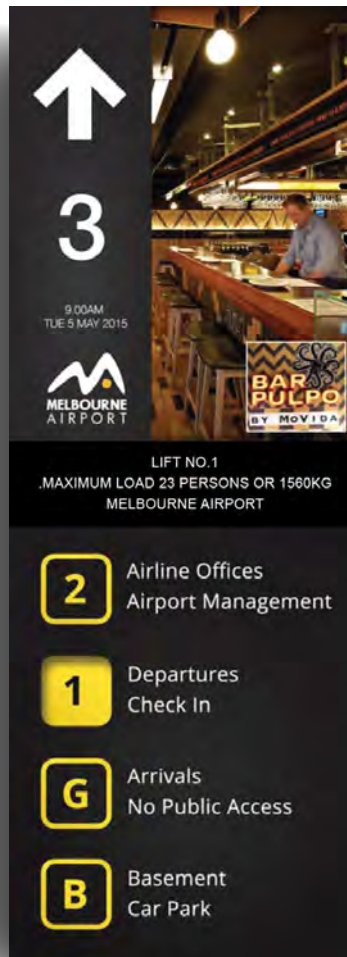 3
9.00AM
TUE 5 MAY 2015
MELBOURNE
AIRPORT
BAR
PULPO
BY MOVIDA
LIFT NO.1
.MAXIMUM LOAD 23 PERSONS OR 1560KG
MELBOURNE AIRPORT
2
Airline Offices
Airport Management
1
Departures
Check In
G
Arrivals
No Public Access
B
Basement
Car Park